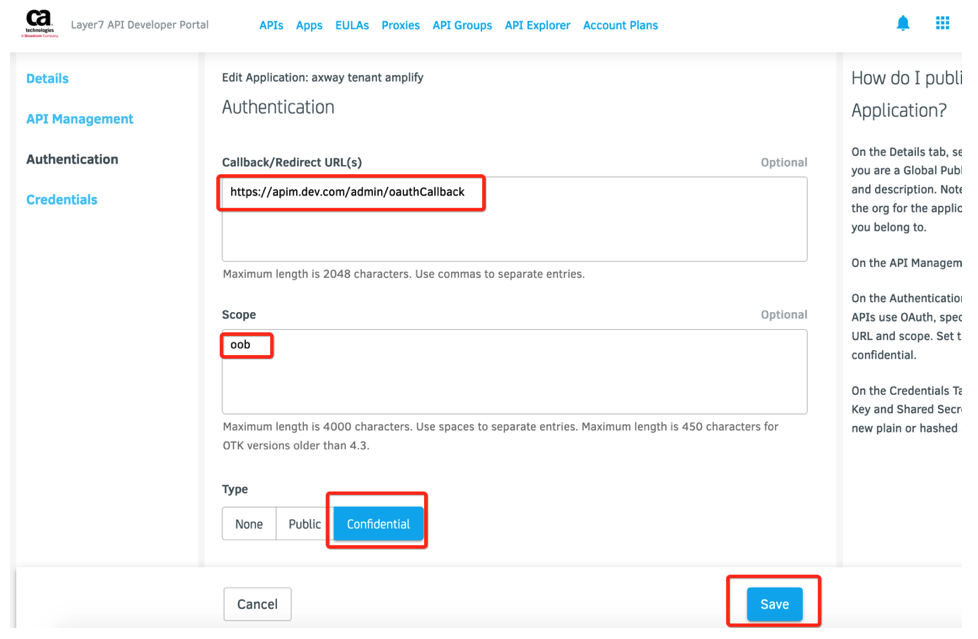 ca
technologies
A Broadcom Company
Layer7 API Developer Portal
APIs Apps EULAs Proxies API Groups API Explorer Account Plans
Details
API Management
Authentication
Credentials
Edit Application: axway tenant amplify
Authentication
Callback/Redirect URL(s)
Optional
https://apim.dev.com/admin/oauthCallback
Maximum length is 2048 characters. Use commas to separate entries.
Scope
Optional
oob
Maximum length is 4000 characters. Use spaces to separate entries. Maximum length is 450 characters for
OTK versions older than 4.3.
Type
None Public Confidential
Cancel
Save
How do I publi
Application?
On the Details tab, se
you are a Global Publ
and description. Note
the org for the applic
you belong to.
On the API Managem
On the Authentication
APIs use OAuth, spec
URL and scope. Set t
confidential.
On the Credentials Ta
Key and Shared Secre
new plain or hashed